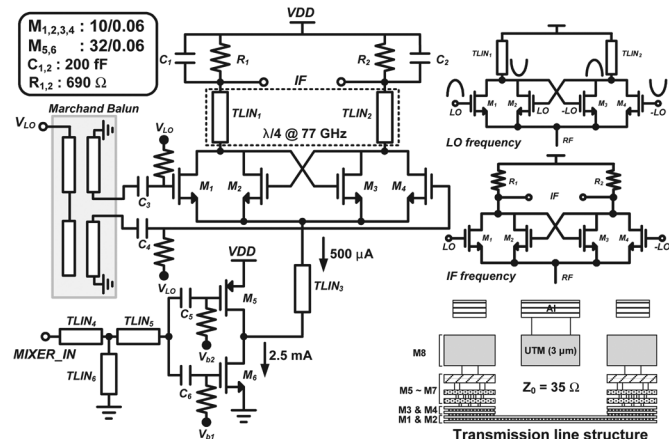 M1,2,3,4 : 10/0.06
M5,6 : 32/0.06
C1,2 : 200 fF
R1,2 : 690 Ω
Marchand Balun
VLO
VDD
C1
R1
R2
C2
IF
TLIN1
TLIN2
λ/4 @ 77 GHz
VLO
M1
M2
M3
M4
C3
C4
VLO
500 μA
TLIN3
VDD
M5
C5
Vb2
2.5 mA
M6
C6
Vb1
TLIN4
TLIN5
MIXER_IN
TLIN6
TLIN1
TLIN3
LO
M1
M2
LO
-LO
M3
M4
-LO
RF
LO frequency
R1
R2
IF
LO
M1
M2
M3
M4
-LO
RF
IF frequency
Al
M8
UTM (3 μm)
M5 ~ M7
Z0 = 35 Ω
M3 & M4
M1 & M2
Transmission line structure